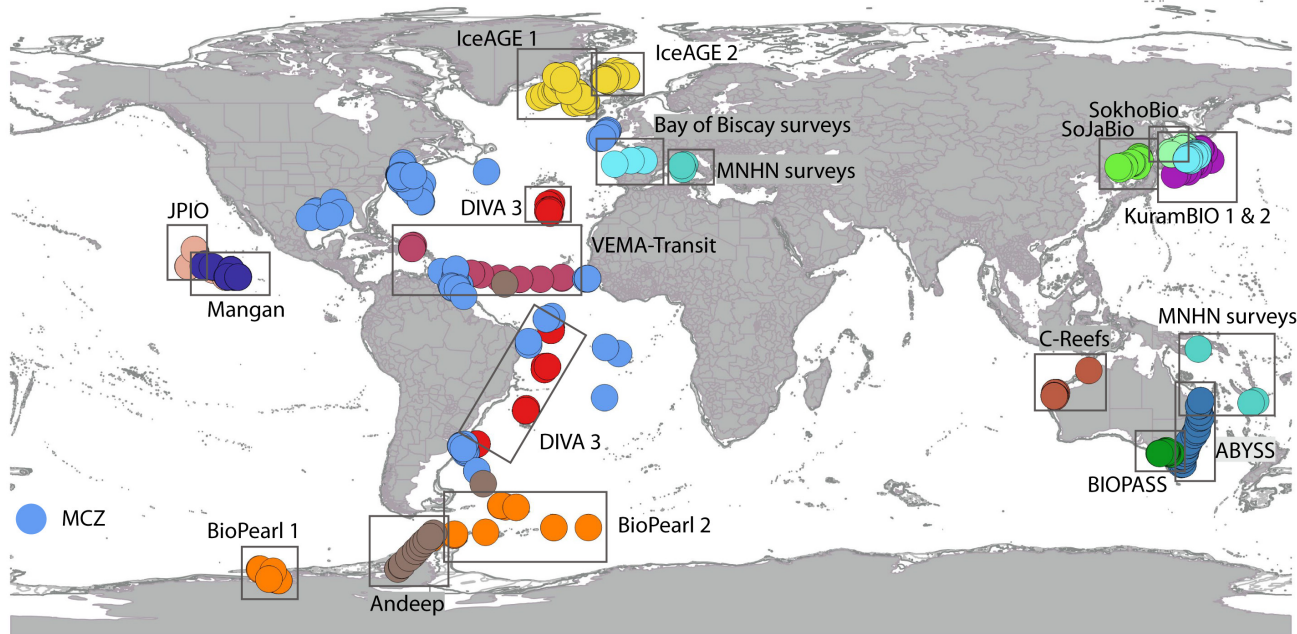 IceAGE 1
IceAGE 2
SokhoBio
SoJaBio
Bay of Biscay surveys
MNHN surveys
DIVA 3
JPIO
KuramBIO 1 & 2
VEMA-Transit
Mangan
MNHN surveys
C-Reefs
DIVA 3
ABYSS
BIOPASS
MCZ
BioPearl 1
BioPearl 2
Andeep